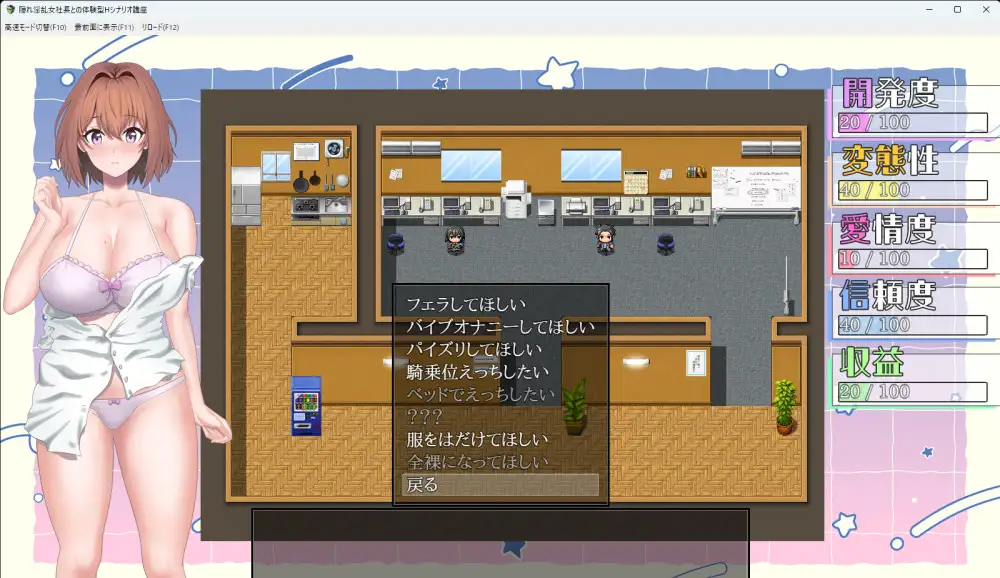 隠れ淫乱女社長との体験型Hシナリオ講座
高速モード切替(F10) 最前面に表示(F11) リロード(F12)
開発度
20 / 100
変態性
40 / 100
愛情度
10 / 100
信頼度
40 / 100
収益
20 / 100
フェラしてほしい
バイブオナニーしてほしい
パイズリしてほしい
騎乗位えっちしたい
ベッドでえっちしたい
???
服をはだけてほしい
全裸になってほしい
戻る